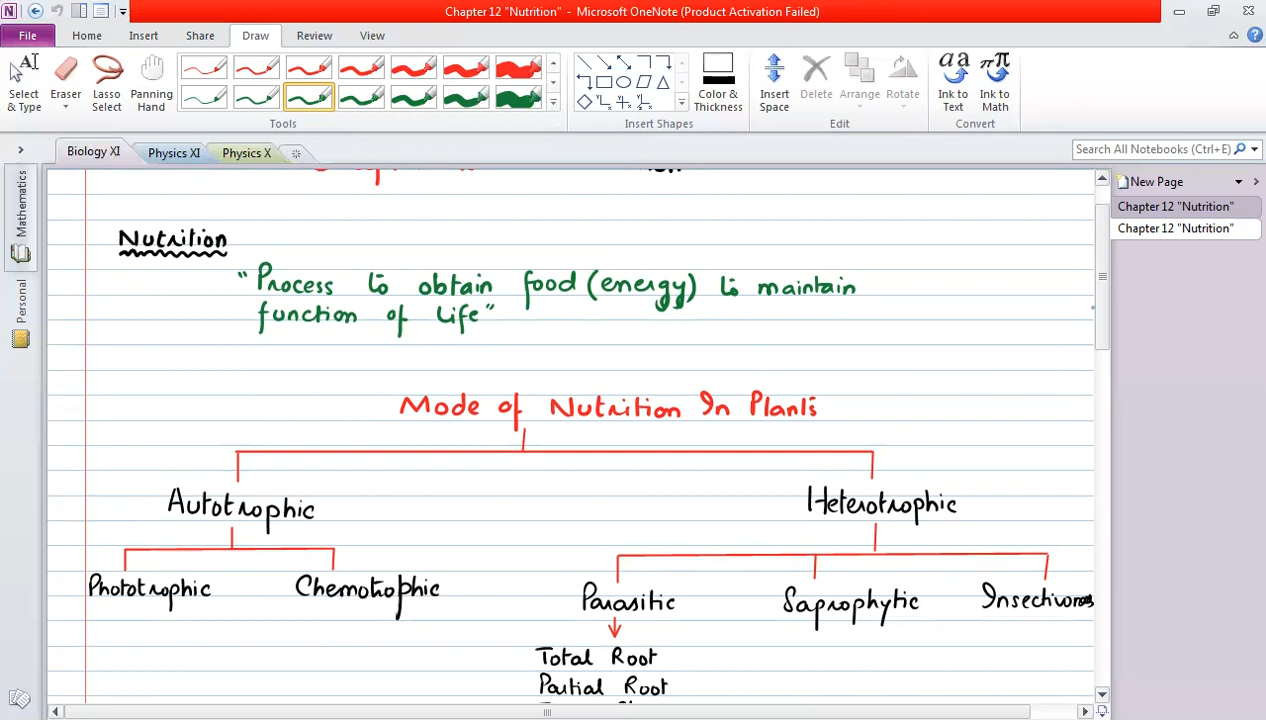 Chapter 12 "Nutrition" - Microsoft OneNote (Product Activation Failed)
File Home Insert Share Draw Review View
Select & Type
Eraser
Lasso Select
Panning Hand
Color & Thickness
Insert Space
Delete
Arrange
Rotate
Ink to Text
Ink to Math
Tools
Insert Shapes
Edit
Convert
Biology XI
Physics XI
Physics X
Search All Notebooks (Ctrl+E)
Mathematics
Personal
New Page
Chapter 12 "Nutrition"
Chapter 12 "Nutrition"
Nutrition
"Process to obtain food (energy) to maintain
function of life"
Mode of Nutrition In Plants
Autotrophic Heterotrophic
Phototrophic Chemotrophic
Parasitic Saprophytic Insectivorous
Total Root
Partial Root